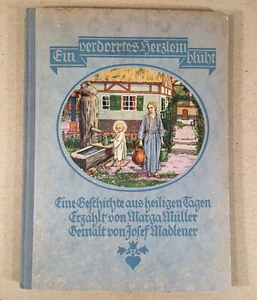 Ein verdorrtes Herzlein blüht
Eine Geschichte aus heiligen Tagen
Erzählt von Marga Müller
Gemalt von Josef Madlener